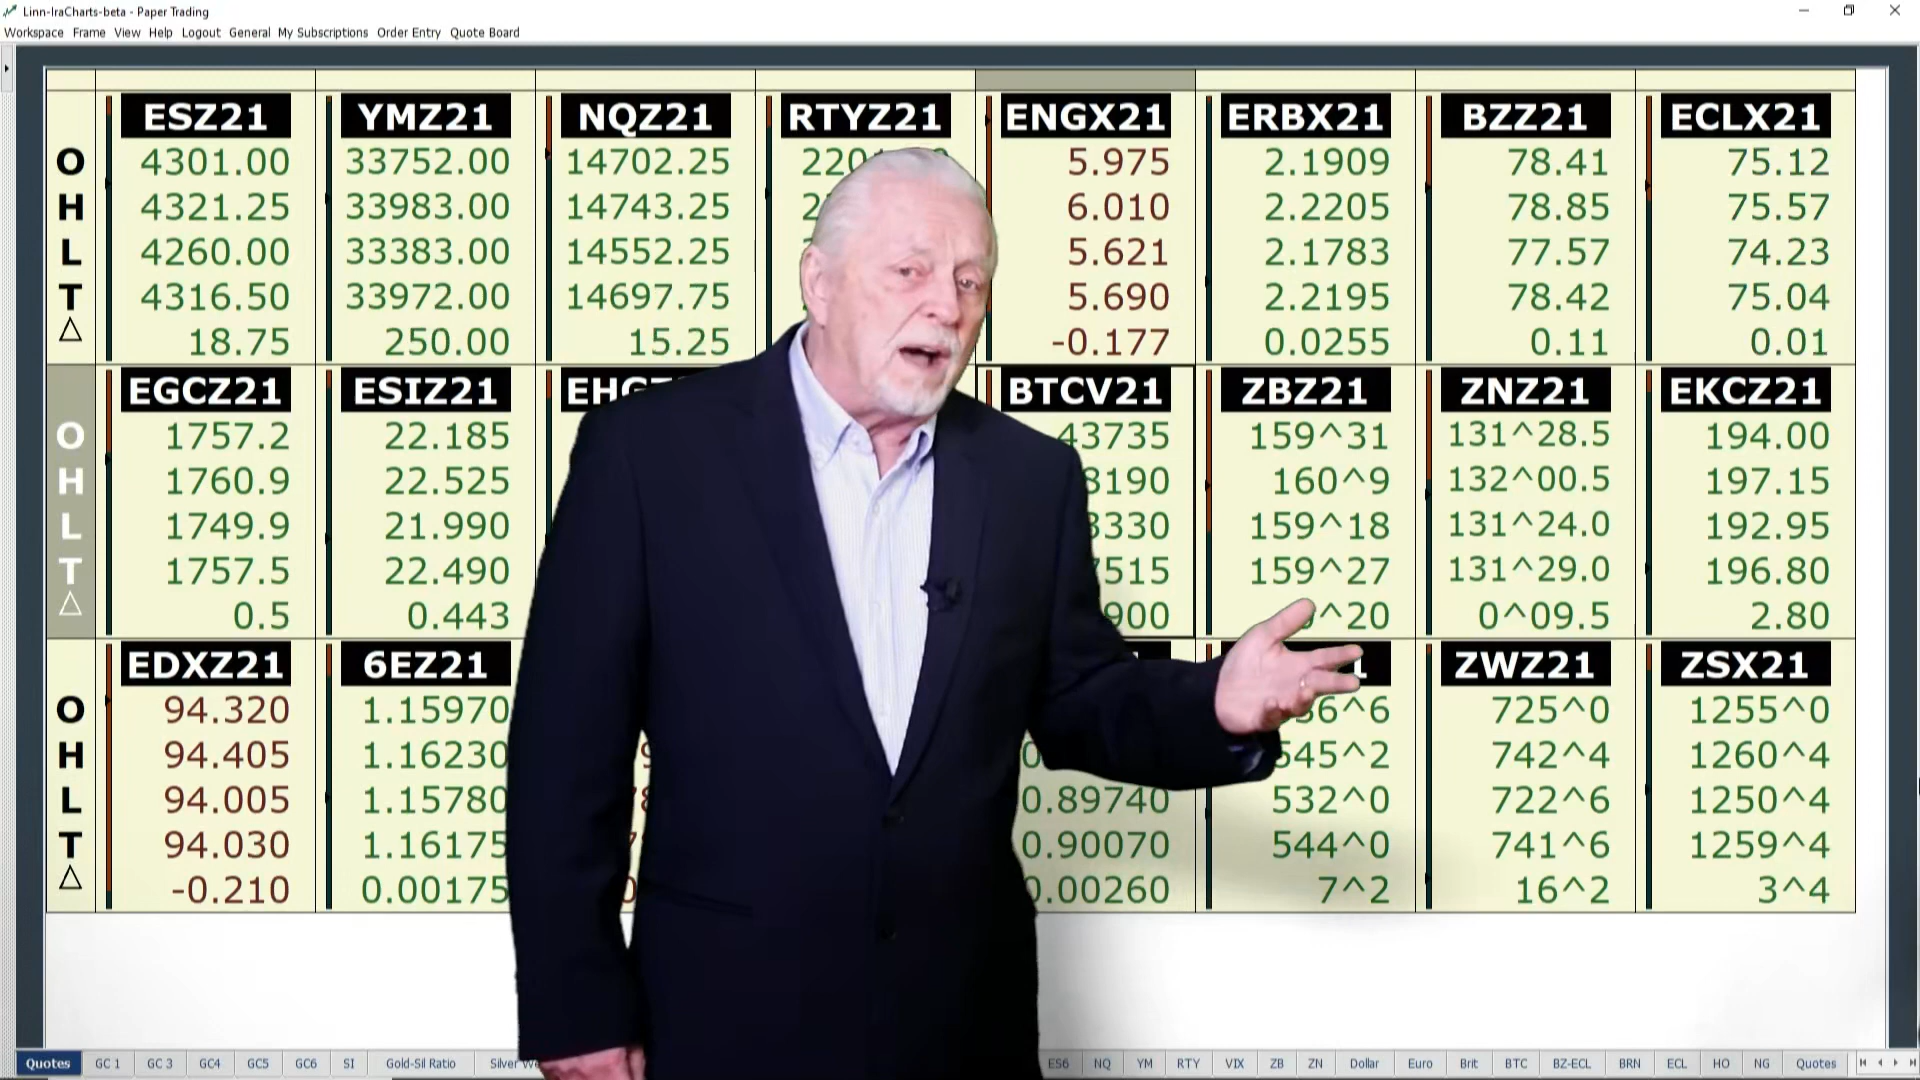 Linn-IraCharts-beta - Paper Trading
Workspace Frame View Help Logout General My Subscriptions Order Entry Quote Board
ESZ21 YMZ21 NQZ21 RTYZ21 ENGX21 ERBX21 BZZ21 ECLX21
O 4301.00 33752.00 14702.25 5.975 2.1909 78.41 75.12
H 4321.25 33983.00 14743.25 6.010 2.2205 78.85 75.57
L 4260.00 33383.00 14552.25 5.621 2.1783 77.57 74.23
T 4316.50 33972.00 14697.75 5.690 2.2195 78.42 75.04
△ 18.75 250.00 15.25 -0.177 0.0255 0.11 0.01
EGCZ21 ESIZ21 BTCV21 ZBZ21 ZNZ21 EKCZ21
O 1757.2 22.185 43735 159^31 131^28.5 194.00
H 1760.9 22.525 160^9 132^00.5 197.15
L 1749.9 21.990 159^18 131^24.0 192.95
T 1757.5 22.490 159^27 131^29.0 196.80
△ 0.5 0.443 0^09.5 2.80
EDXZ21 6EZ21 ZWZ21 ZSX21
O 94.320 1.15970 725^0 1255^0
H 94.405 1.16230 545^2 742^4 1260^4
L 94.005 1.15780 0.89740 532^0 722^6 1250^4
T 94.030 1.16175 0.90070 544^0 741^6 1259^4
△ -0.210 0.00175 0.00260 7^2 16^2 3^4
Quotes GC 1 GC 3 GC4 GC5 GC6 SI Gold-Sil Ratio Silver ES6 NQ YM RTY VIX ZB ZN Dollar Euro Brit BTC BZ-ECL BRN ECL HO NG Quotes